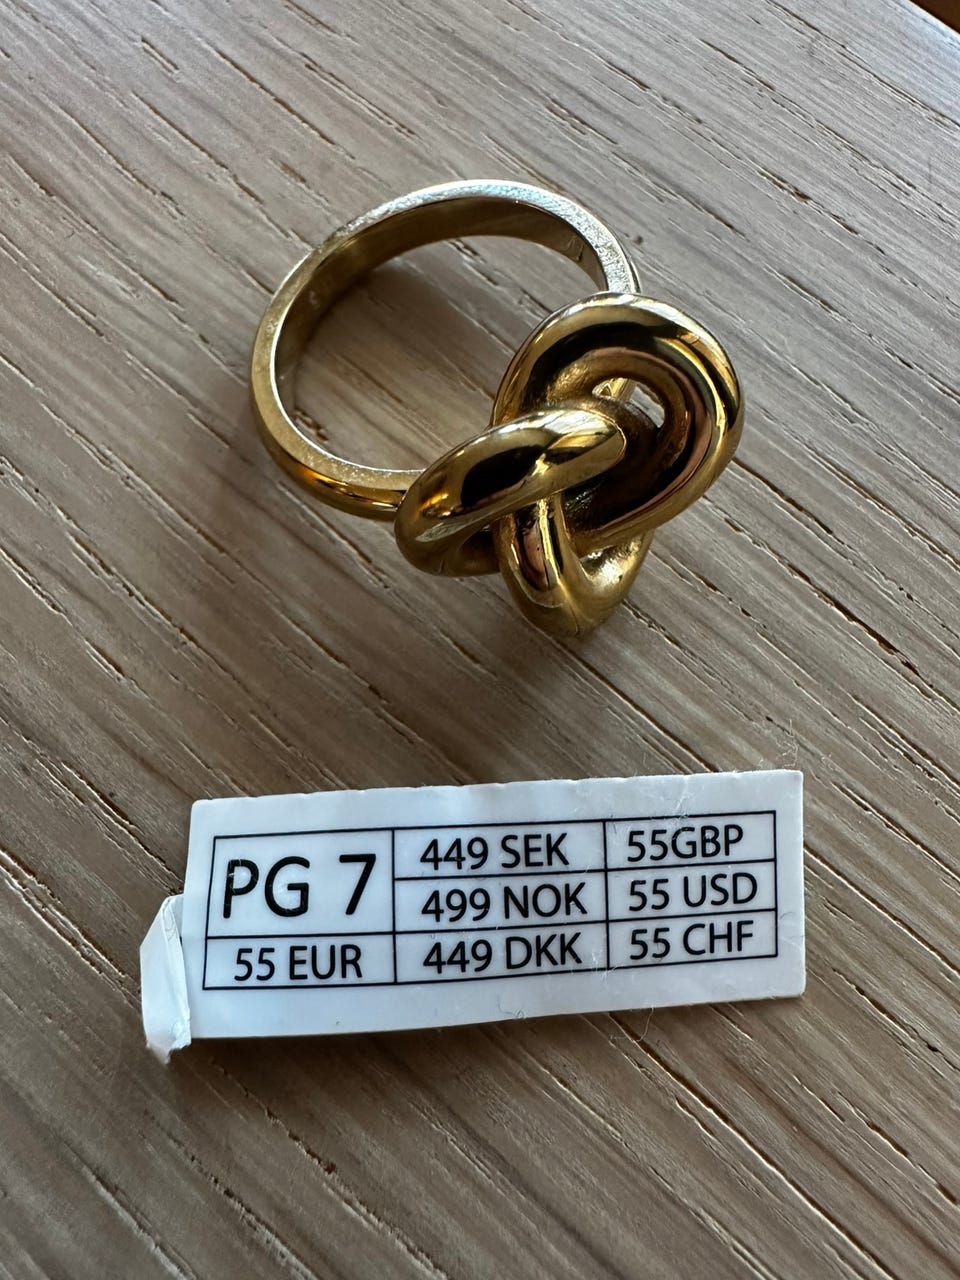 PG 7 449 SEK 55GBP
499 NOK 55 USD
55 EUR 449 DKK 55 CHF